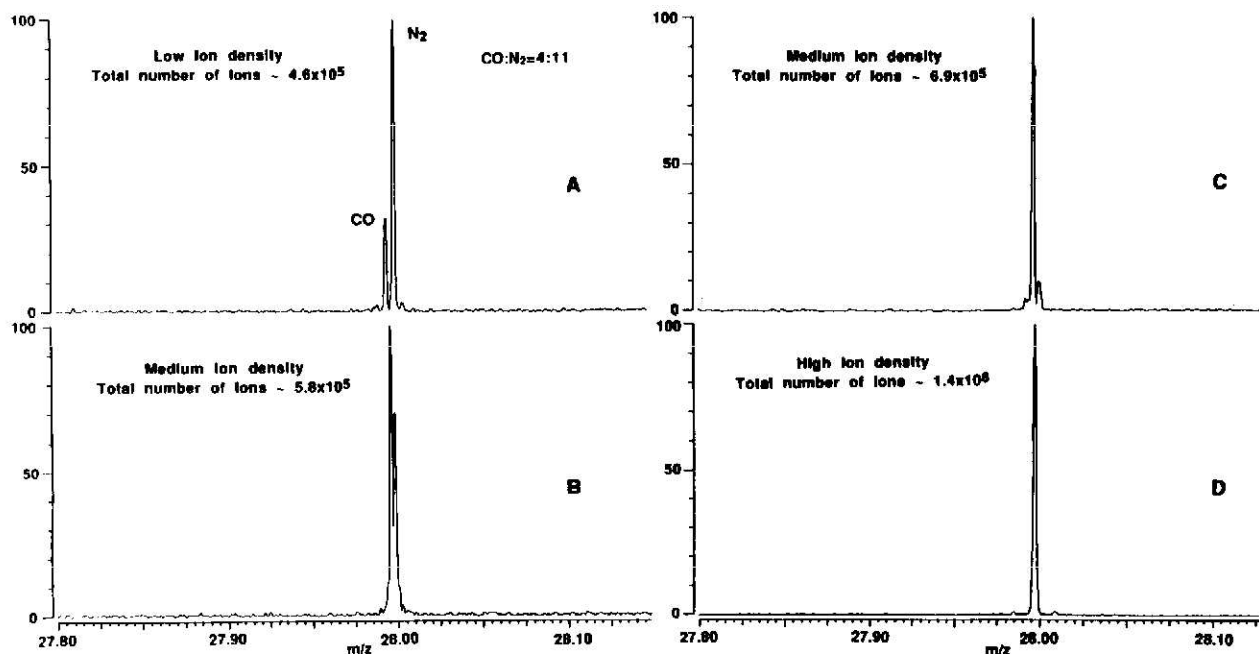 100
50
0
Low Ion density
Total number of Ions ~ 4.6x10⁵
N₂
CO:N₂=4:11
CO
A
100
50
0
Medium Ion density
Total number of Ions ~ 6.9x10⁵
C
100
50
0
Medium Ion density
Total number of Ions ~ 5.8x10⁵
B
27.80
27.90
28.00
28.10
m/z
100
50
0
High Ion density
Total number of Ions ~ 1.4x10⁶
D
27.80
27.90
28.00
28.10
m/z